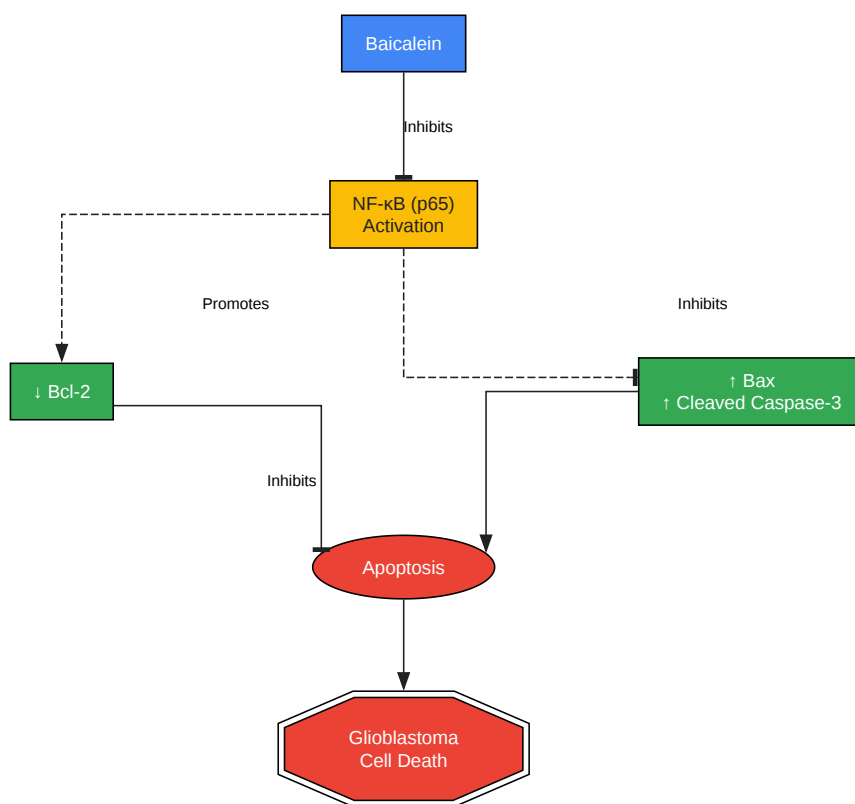 Baicalein
Inhibits
NF-κB (p65)
Activation
Promotes
Inhibits
↓ Bcl-2
↑ Bax
↑ Cleaved Caspase-3
Inhibits
Apoptosis
Glioblastoma
Cell Death